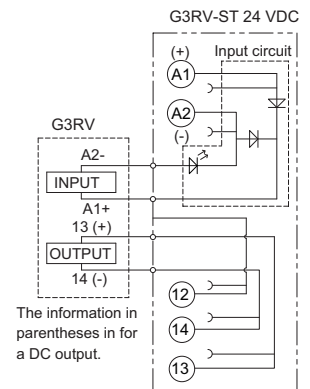 G3RV-ST 24 VDC
(+)
Input circuit
A1
A2
(-)
G3RV
A2-
INPUT
A1+
13 (+)
OUTPUT
14 (-)
The information in
parentheses in for
a DC output.
12
14
13